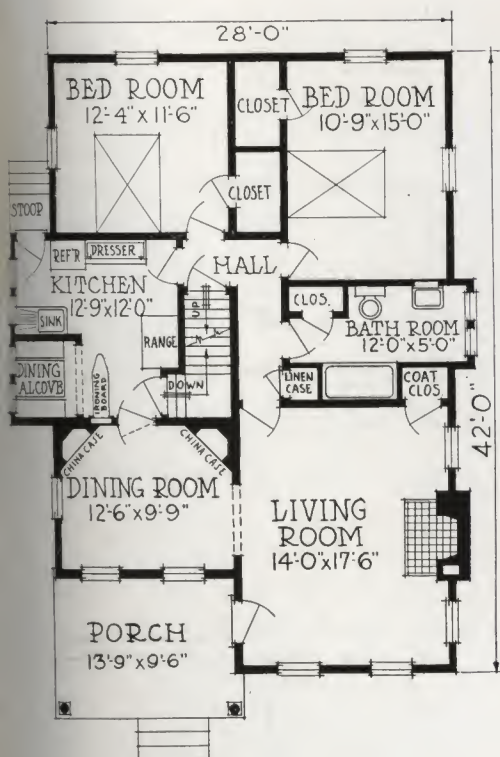 28'-0"
BED ROOM
12'-4" x 11'-6"
CLOSET
BED ROOM
10'-9"x15'-0"
CLOSET
STOOP
REF'R
DRESSER
HALL
KITCHEN
12'-9"x12'-0"
UP
CLOS.
SINK
RANGE
BATH ROOM
12'-0"x5'-0"
DINING
ALCOVE
IRONING
BOARD
DOWN
LINEN
CASE
COAT
CLOS.
42'-0"
CHINA CASE
CHINA CASE
DINING ROOM
12'-6"x9'-9"
LIVING
ROOM
14'-0"x17'-6"
PORCH
13'-9"x9'-6"